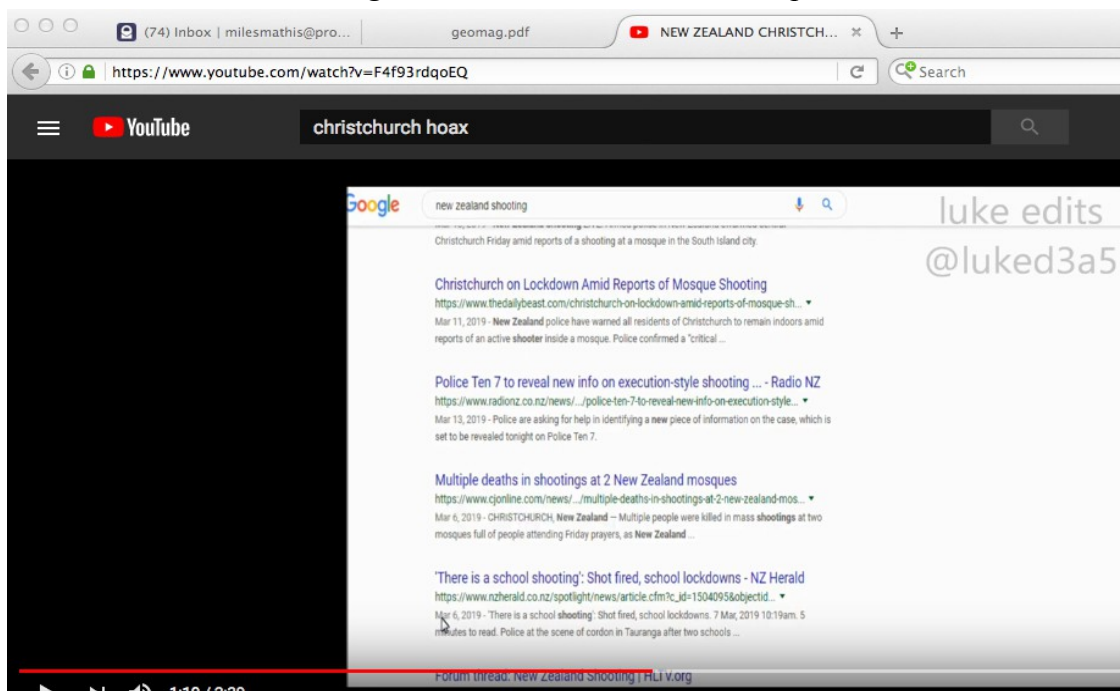 (74) Inbox | milesmathis@pro...
geomag.pdf
NEW ZEALAND CHRISTCH...
https://www.youtube.com/watch?v=F4f93rdqoEQ
Search
YouTube
christchurch hoax
Google
new zealand shooting
luke edits
@luked3a5
Christchurch Friday amid reports of a shooting at a mosque in the South Island city.
Christchurch on Lockdown Amid Reports of Mosque Shooting
https://www.thedailybeast.com/christchurch-on-lockdown-amid-reports-of-mosque-sh...
Mar 11, 2019 - New Zealand police have warned all residents of Christchurch to remain indoors amid
reports of an active shooter inside a mosque. Police confirmed a "critical ...
Police Ten 7 to reveal new info on execution-style shooting ... - Radio NZ
https://www.radionz.co.nz/news/.../police-ten-7-to-reveal-new-info-on-execution-style...
Mar 13, 2019 - Police are asking for help in identifying a new piece of information on the case, which is
set to be revealed tonight on Police Ten 7.
Multiple deaths in shootings at 2 New Zealand mosques
https://www.cjonline.com/news/.../multiple-deaths-in-shootings-at-2-new-zealand-mos...
Mar 6, 2019 - CHRISTCHURCH, New Zealand — Multiple people were killed in mass shootings at two
mosques full of people attending Friday prayers, as New Zealand ...
'There is a school shooting': Shot fired, school lockdowns - NZ Herald
https://www.nzherald.co.nz/spotlight/news/article.cfm?c_id=1504095&objectid...
Mar 6, 2019 - 'There is a school shooting': Shot fired, school lockdowns. 7 Mar, 2019 10:19am. 5
minutes to read. Police at the scene of cordon in Tauranga after two schools ...
Forum thread: New Zealand Shooting | HLTV.org